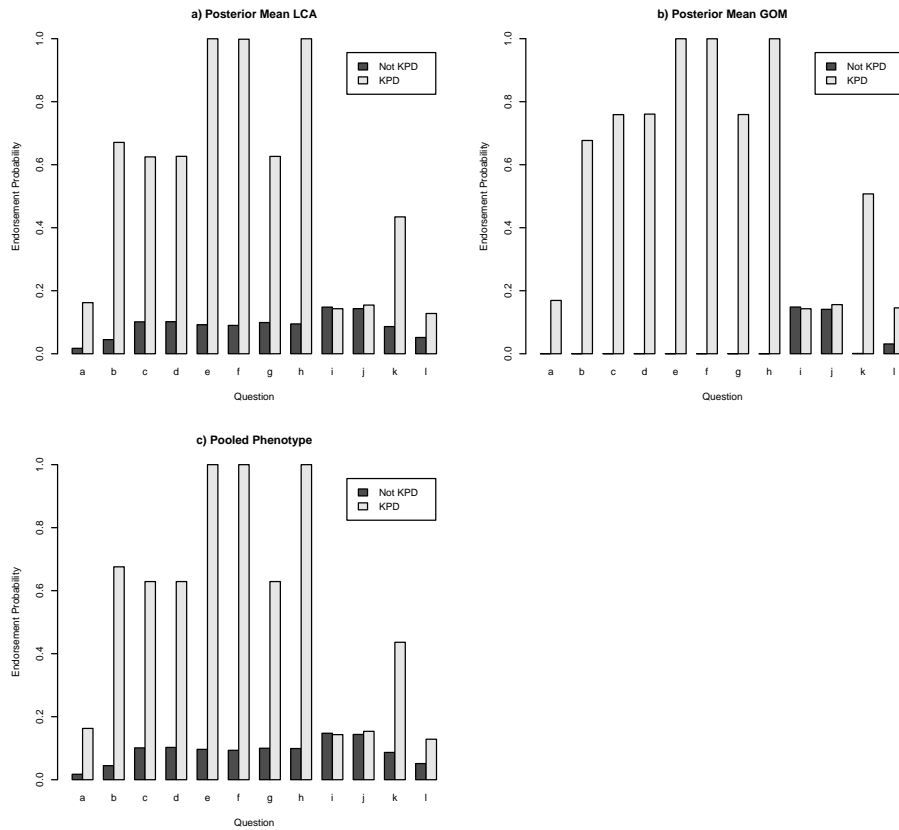 a) Posterior Mean LCA
Endorsement Probability
1.0
0.8
0.6
0.4
0.2
0.0
Not KPD
KPD
a b c d e f g h i j k l
Question
b) Posterior Mean GOM
Endorsement Probability
1.0
0.8
0.6
0.4
0.2
0.0
Not KPD
KPD
a b c d e f g h i j k l
Question
c) Pooled Phenotype
Endorsement Probability
1.0
0.8
0.6
0.4
0.2
0.0
Not KPD
KPD
a b c d e f g h i j k l
Question